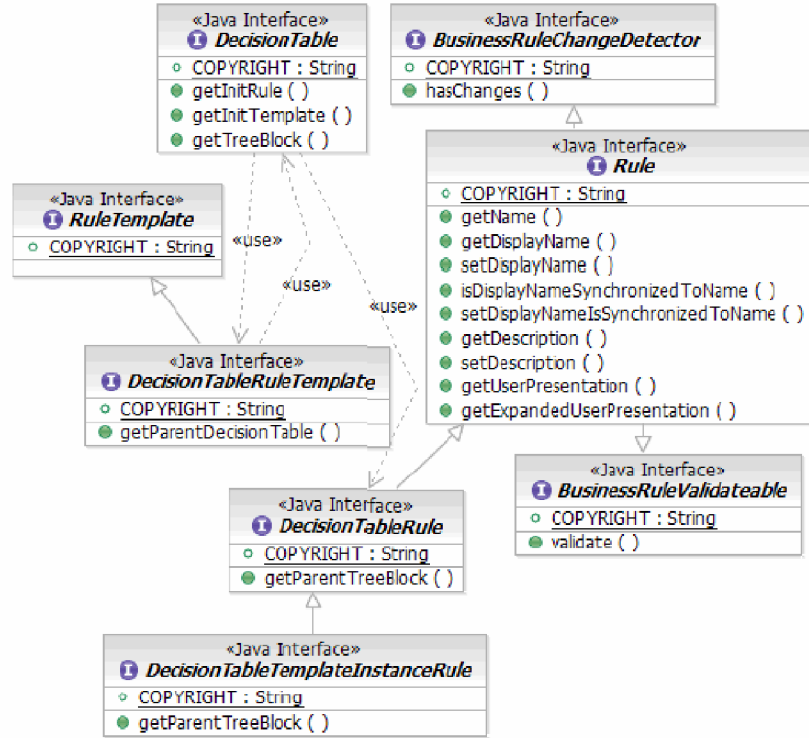 «Java Interface»
I DecisionTable
COPYRIGHT : String
getInitRule ( )
getInitTemplate ( )
getTreeBlock ( )
«Java Interface»
I BusinessRuleChangeDetector
COPYRIGHT : String
hasChanges ( )
«Java Interface»
I Rule
COPYRIGHT : String
getName ( )
getDisplayName ( )
setDisplayName ( )
isDisplayNameSynchronizedToName ( )
setDisplayNameIsSynchronizedToName ( )
getDescription ( )
setDescription ( )
getUserPresentation ( )
getExpandedUserPresentation ( )
«Java Interface»
I RuleTemplate
COPYRIGHT : String
«use»
«use»
«use»
«Java Interface»
I DecisionTableRuleTemplate
COPYRIGHT : String
getParentDecisionTable ( )
«Java Interface»
I BusinessRuleValidateable
COPYRIGHT : String
validate ( )
«Java Interface»
I DecisionTableRule
COPYRIGHT : String
getParentTreeBlock ( )
«Java Interface»
I DecisionTableTemplateInstanceRule
COPYRIGHT : String
getParentTreeBlock ( )